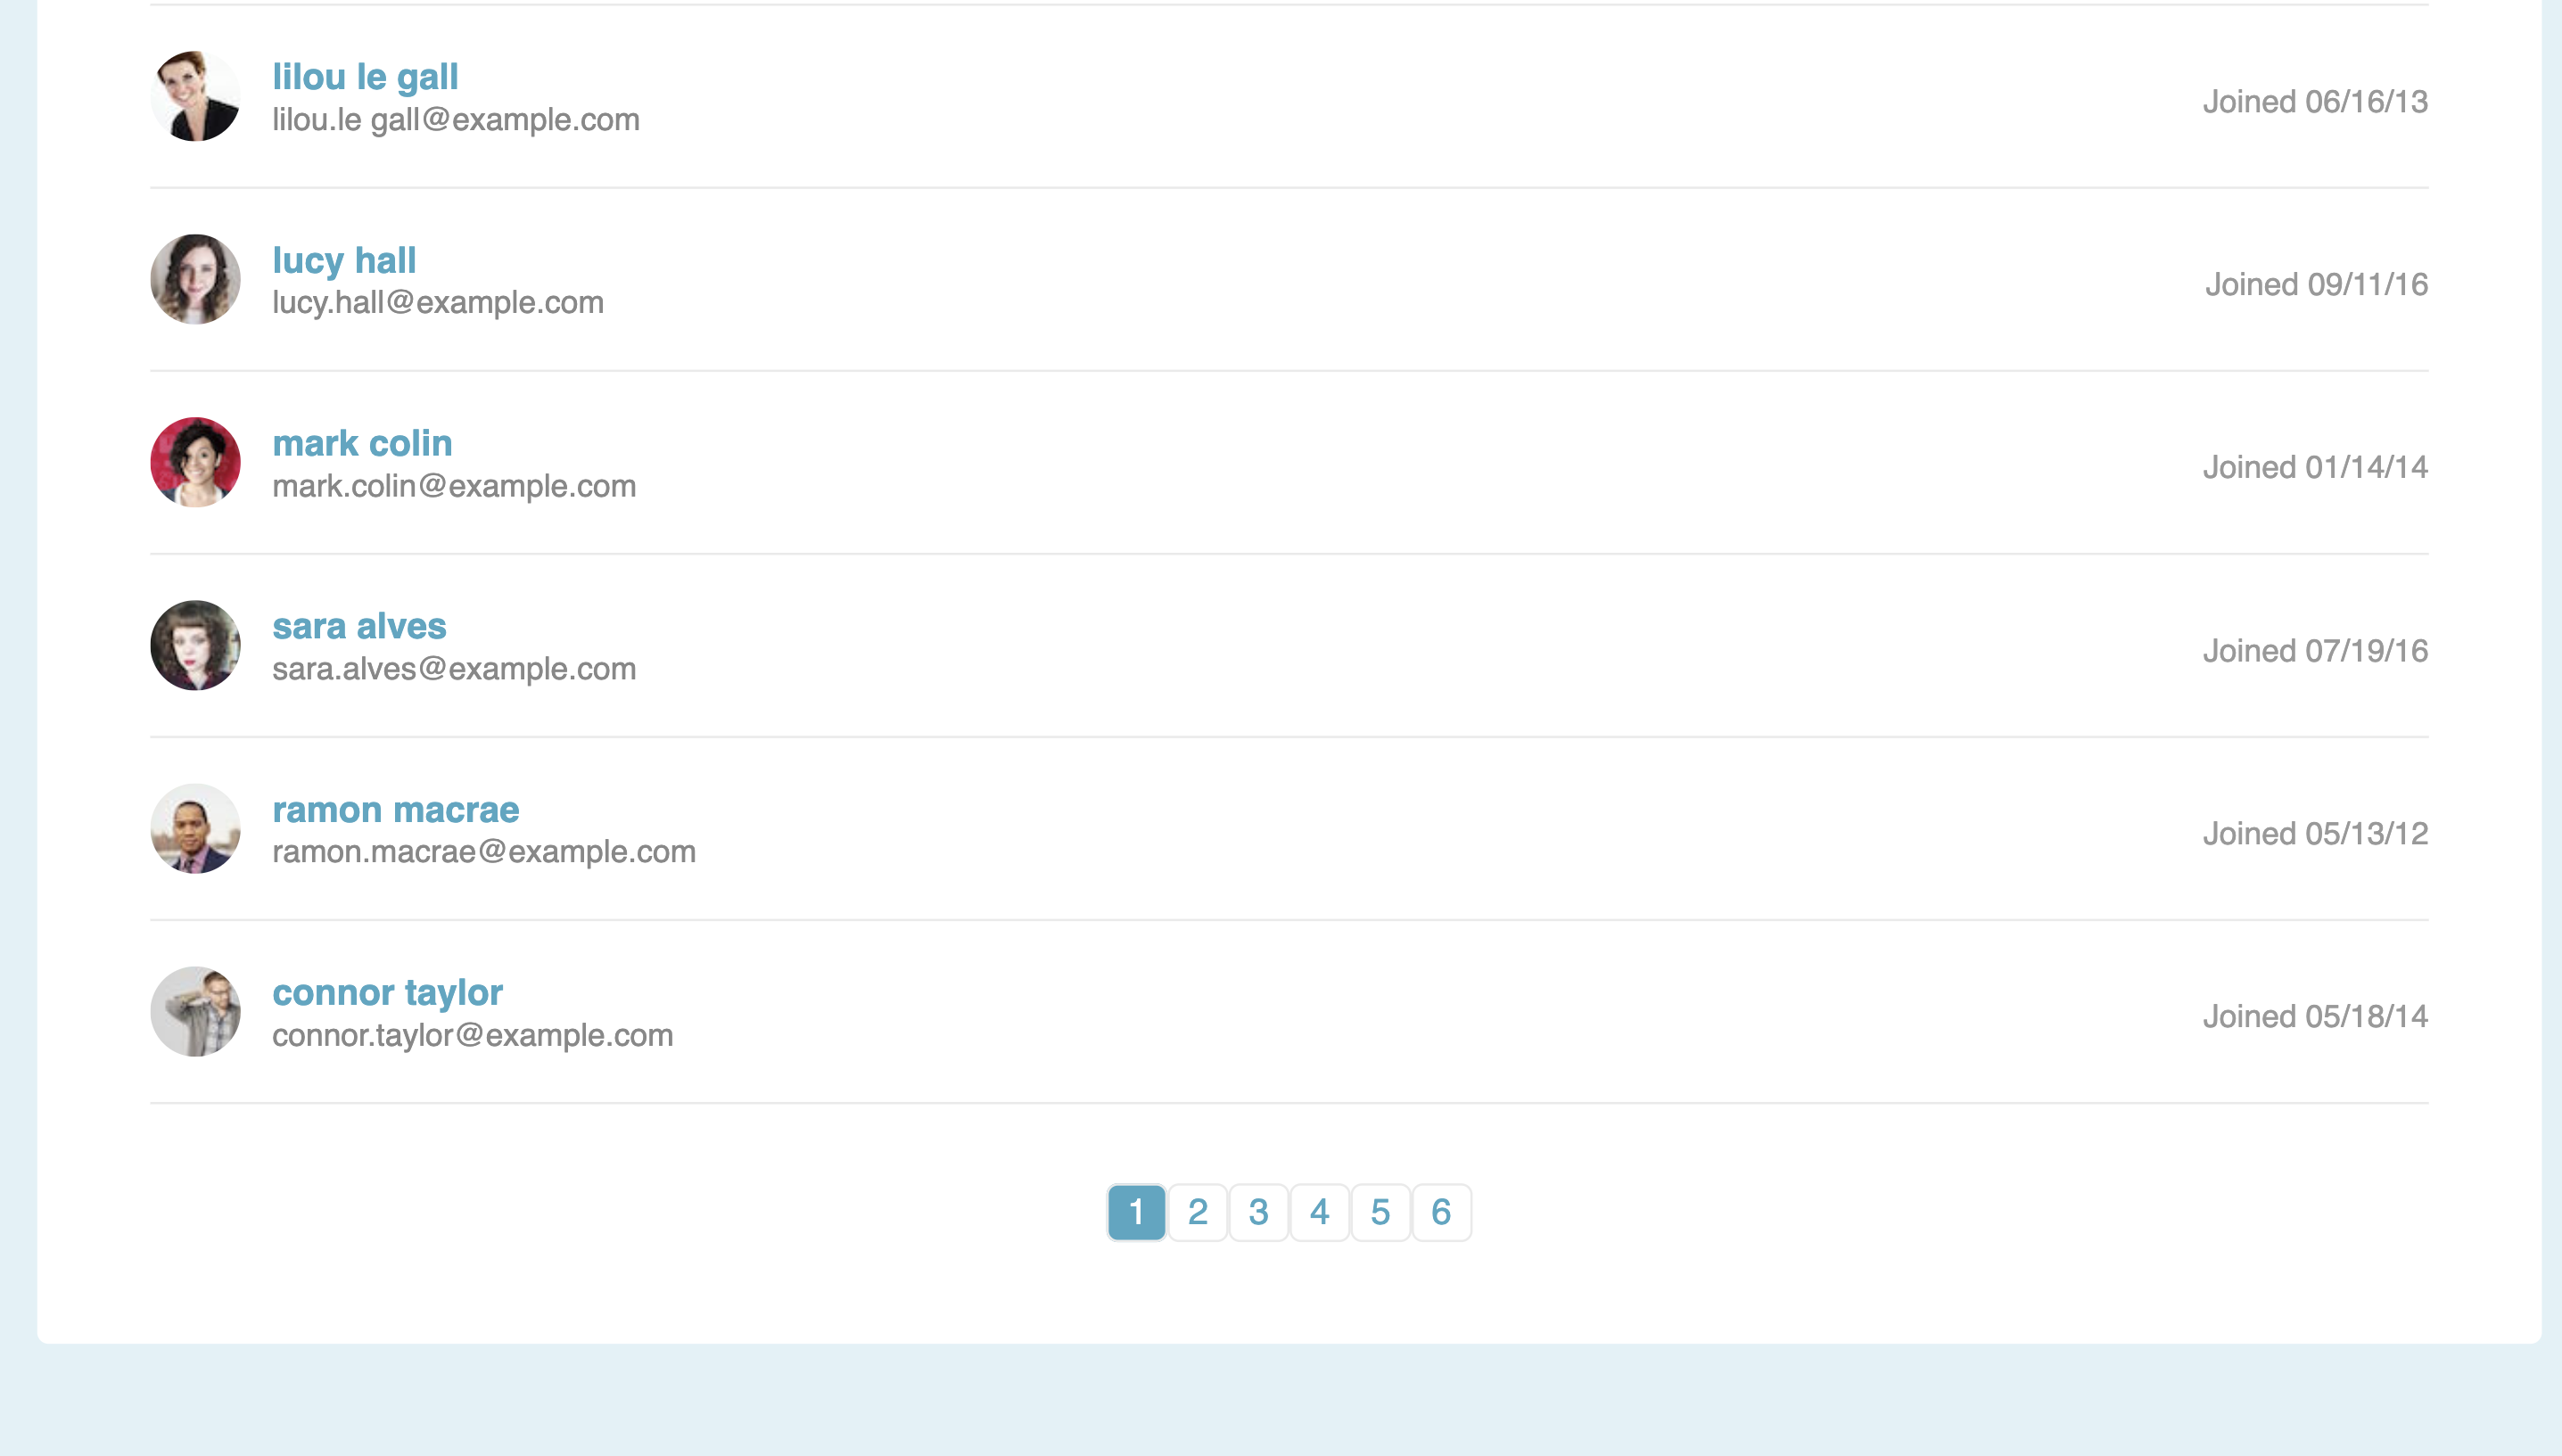 lilou le gall
lilou.le gall@example.com
Joined 06/16/13
lucy hall
lucy.hall@example.com
Joined 09/11/16
mark colin
mark.colin@example.com
Joined 01/14/14
sara alves
sara.alves@example.com
Joined 07/19/16
ramon macrae
ramon.macrae@example.com
Joined 05/13/12
connor taylor
connor.taylor@example.com
Joined 05/18/14
1 2 3 4 5 6